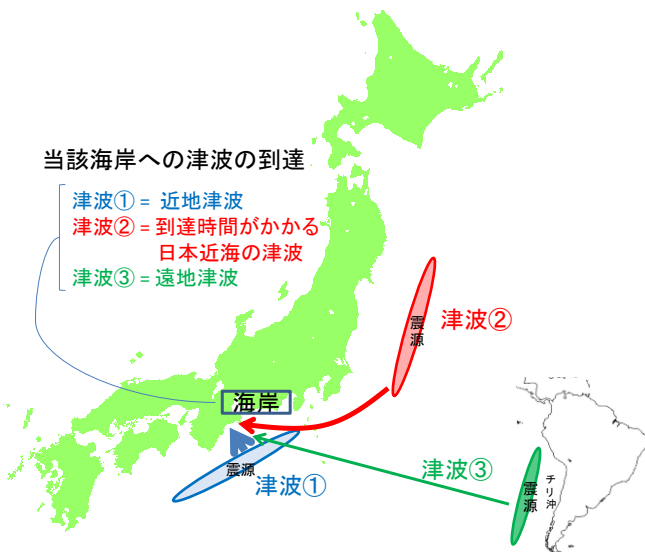 当該海岸への津波の到達
津波① = 近地津波
津波② = 到達時間がかかる
日本近海の津波
津波③ = 遠地津波
震源
津波②
海岸
震源
津波①
津波③
震源
チリ沖